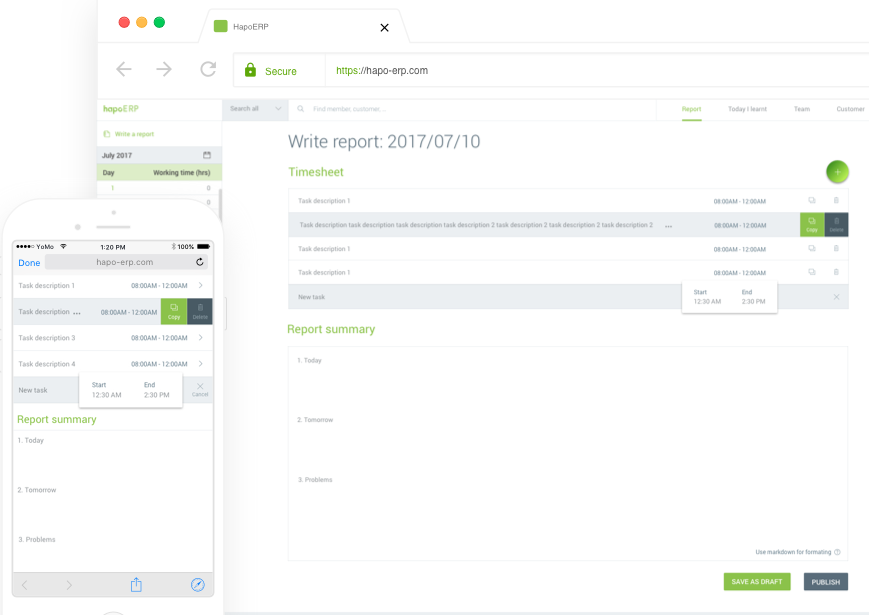 HapoERP
Secure
https://hapo-erp.com
hapoERP
Search all
Find member, customer, ...
Report
Today I learnt
Team
Customer
Write a report
July 2017
Day
Working time (hrs)
1
0
0
Write report: 2017/07/10
Timesheet
+
Task description 1
08:00AM - 12:00AM
Task description task description task description task description 2 task description 2 task description 2 task description 2 ...
08:00AM - 12:00AM
Copy
Delete
Task description 1
08:00AM - 12:00AM
Task description 1
08:00AM - 12:00AM
New task
Start
End
12:30 AM
2:30 PM
Report summary
1. Today
2. Tomorrow
3. Problems
Use markdown for formating
SAVE AS DRAFT
PUBLISH
YoMo
1:20 PM
100%
Done
hapo-erp.com
Task description 1
08:00AM - 12:00AM
Task description ...
08:00AM - 12:00AM
Copy
Delete
Task description 3
08:00AM - 12:00AM
Task description 4
08:00AM - 12:00AM
New task
Start
End
12:30 AM
2:30 PM
Cancel
Report summary
1. Today
2. Tomorrow
3. Problems